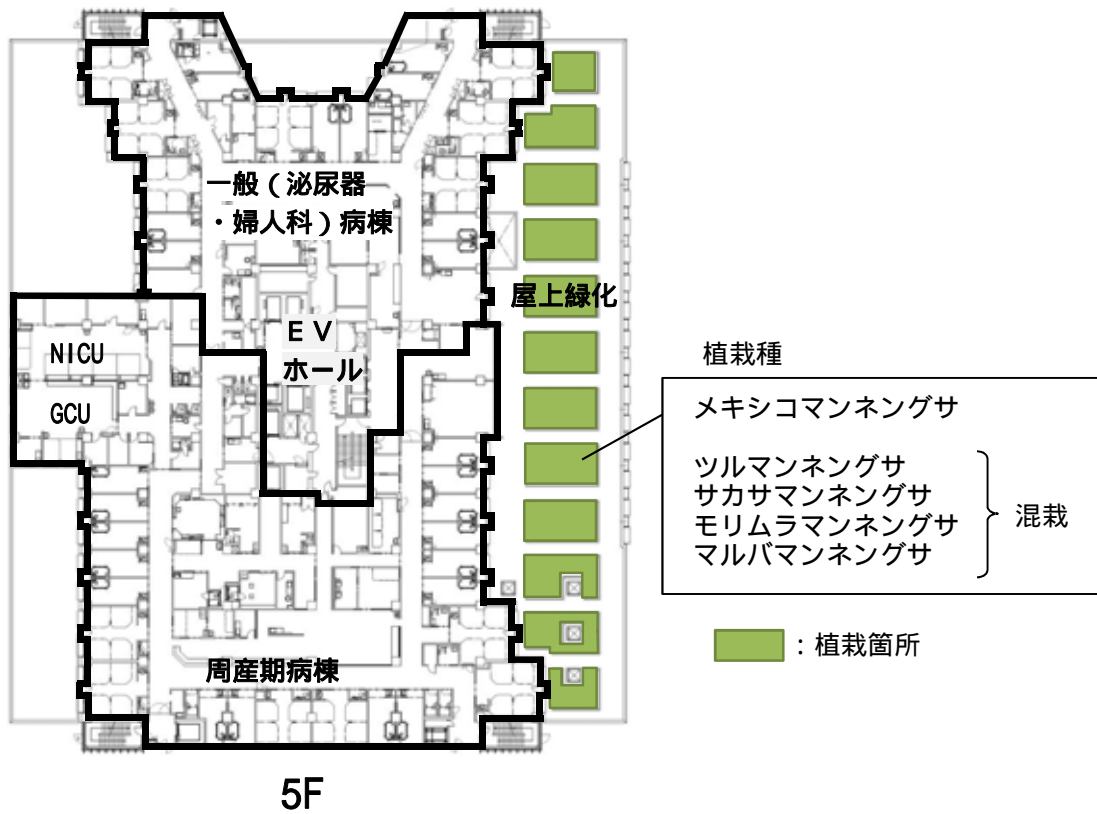 一般（泌尿器
・婦人科）病棟
屋上緑化
ＥＶ
ホール
NICU
GCU
周産期病棟
5F
植栽種
メキシコマンネングサ
ツルマンネングサ
サカサマンネングサ
モリムラマンネングサ
マルバマンネングサ
混栽
：植栽箇所